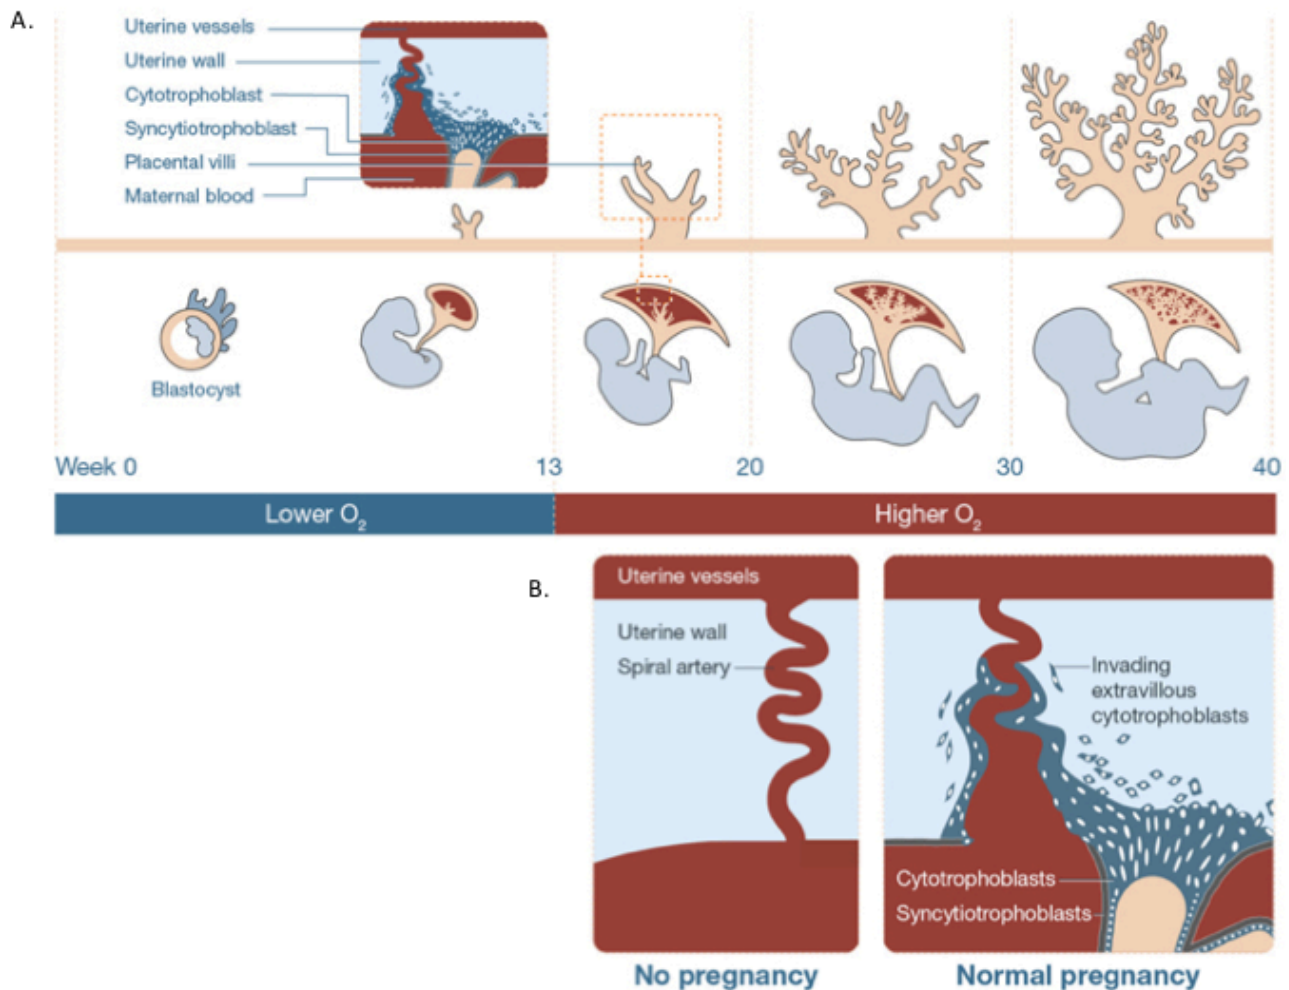 A.
Uterine vessels
Uterine wall
Cytotrophoblast
Syncytiotrophoblast
Placental villi
Maternal blood
Blastocyst
Week 0
13
20
30
40
Lower O₂
Higher O₂
B.
Uterine vessels
Uterine wall
Spiral artery
No pregnancy
Invading
extravillous
cytotrophoblasts
Cytotrophoblasts
Syncytiotrophoblasts
Normal pregnancy